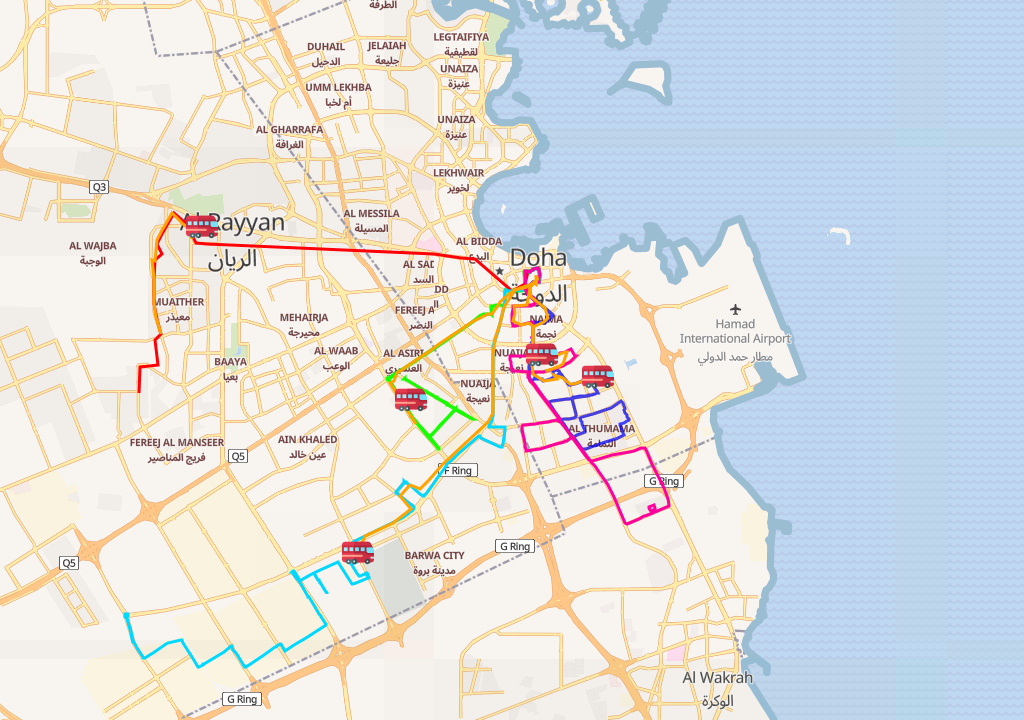 الطرفة
LEGTAIFIYA
لقطيفية
DUHAIL
الدحيل
JELAIAH
جليعة
UNAIZA
عنيزة
UMM LEKHBA
أم لخبا
UNAIZA
عنيزة
AL GHARRAFA
الغرافة
LEKHWAIR
لخوير
Q3
AL MESSILA
المسيلة
Al Rayyan
الريان
AL WAJBA
الوجبة
AL BIDDA
البدع
Doha
الدوحة
AL SAD
السد
DD
ال
MUAITHER
معيذر
MEHAIRJA
محيرجة
FEREEJ A
النصر
NAJMA
نجمة
Hamad
International Airport
مطار حمد الدولي
AL WAAB
الوعب
AL ASIRI
العسيري
NUAIJA
نعيجة
BAAYA
بعيا
NUAIJA
نعيجة
AL THUMAMA
الثمامة
FEREEJ AL MANSEER
فريج المناصير
AIN KHALED
عين خالد
Q5
F Ring
G Ring
G Ring
BARWA CITY
مدينة بروة
Q5
Al Wakrah
الوكرة
G Ring